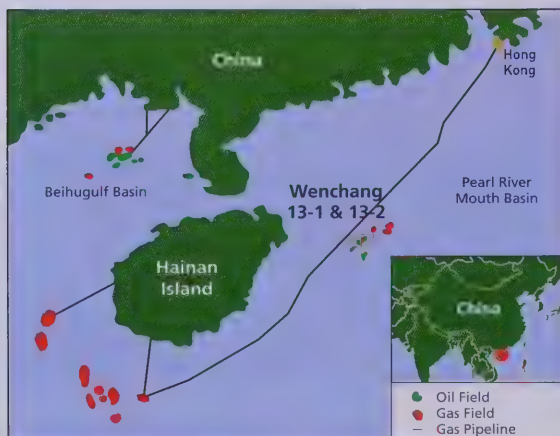 China
Hong
Kong
Beihugulf Basin
Wenchang
13-1 & 13-2
Pearl River
Mouth Basin
Hainan
Island
China
Oil Field
Gas Field
Gas Pipeline